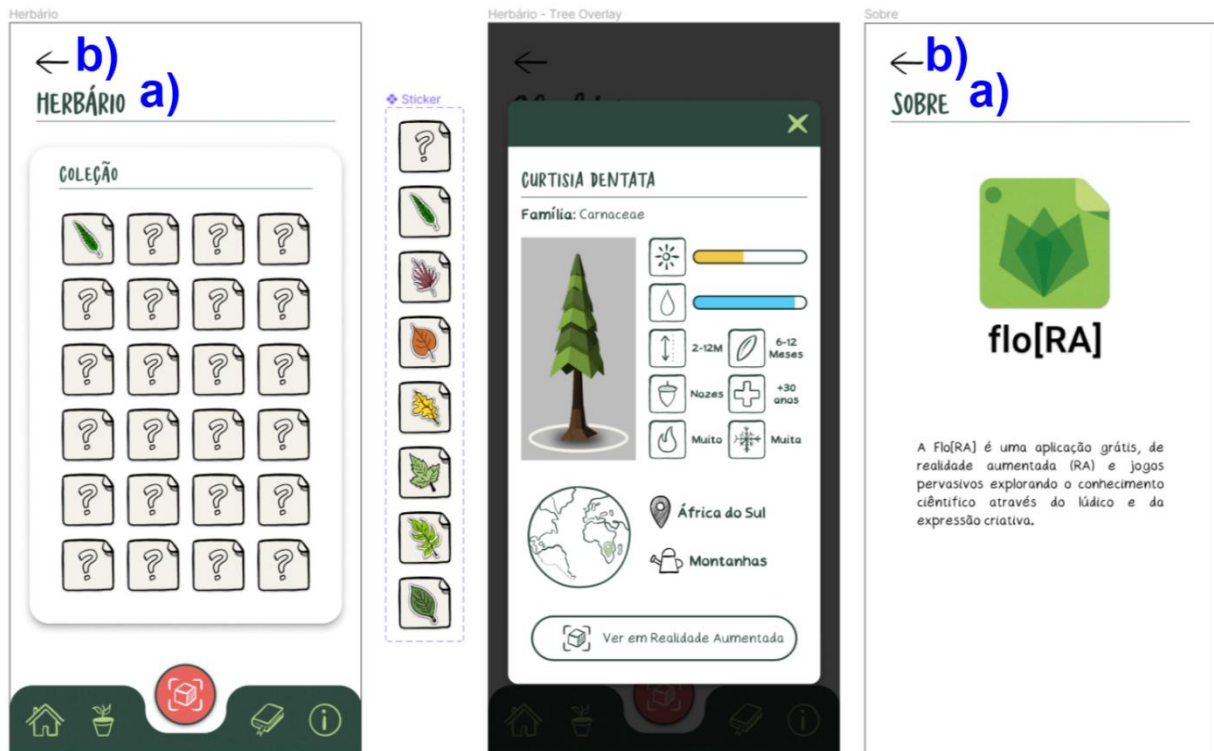 Herbário
b)
HERBÁRIO a)
COLEÇÃO
Sticker
Herbário - Tree Overlay
CURTISIA DENTATA
Família: Carnaceae
2-12M
6-12
Meses
Nozes
+30
anos
Muito
Muita
África do Sul
Montanhas
Ver em Realidade Aumentada
Sobre
b)
SOBRE a)
flo[RA]
A Flo[RA] é uma aplicação grátis, de
realidade aumentada (RA) e jogos
pervasivos explorando o conhecimento
ciêntifico através do lúdico e da
expressão criativa.